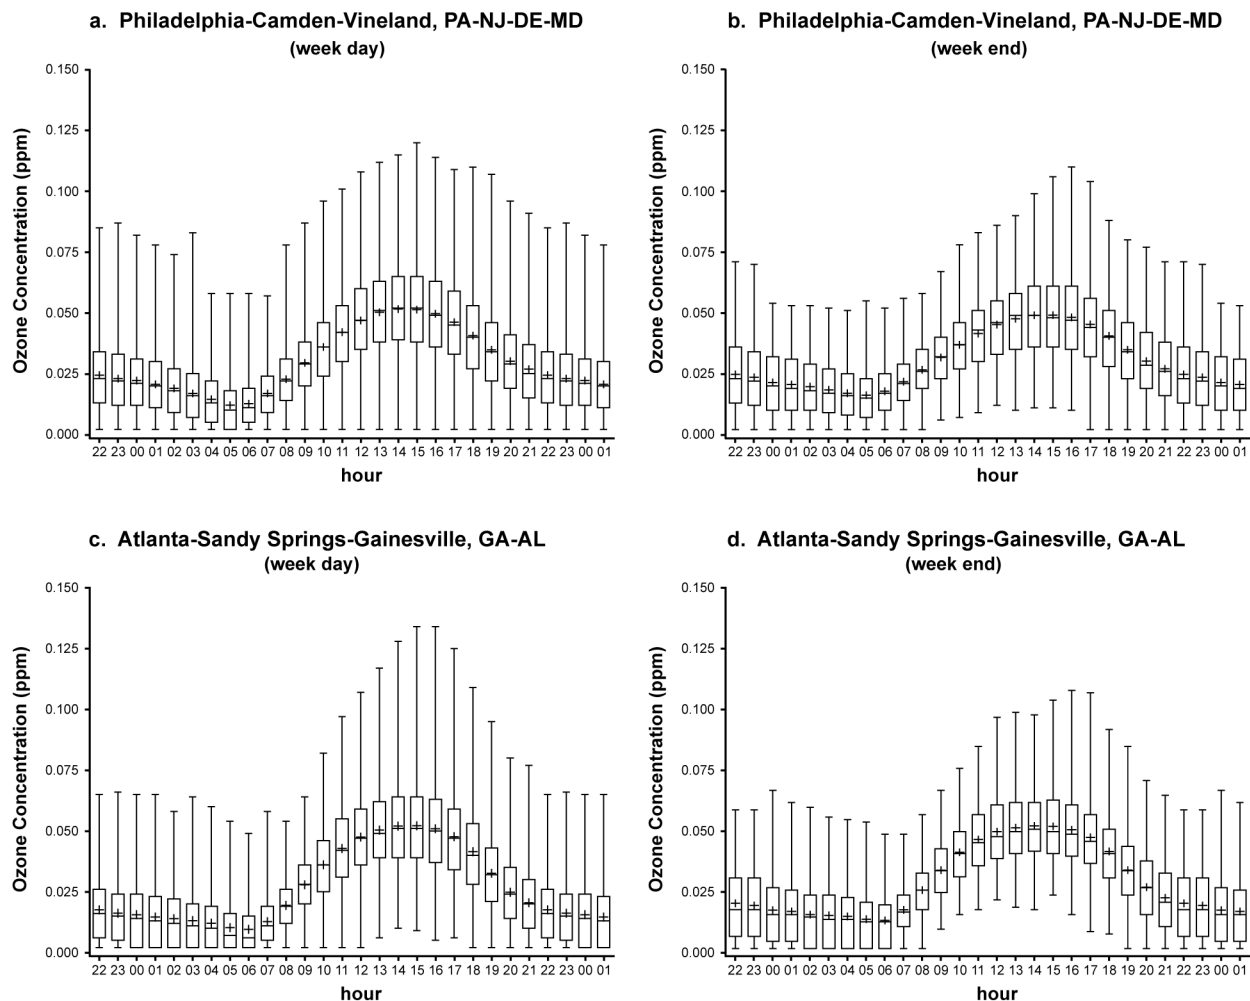 a. Philadelphia-Camden-Vineland, PA-NJ-DE-MD
(week day)
0.150
0.125
0.100
0.075
0.050
0.025
0.000
Ozone Concentration (ppm)
22 23 00 01 02 03 04 05 06 07 08 09 10 11 12 13 14 15 16 17 18 19 20 21 22 23 00 01
hour
b. Philadelphia-Camden-Vineland, PA-NJ-DE-MD
(week end)
0.150
0.125
0.100
0.075
0.050
0.025
0.000
Ozone Concentration (ppm)
22 23 00 01 02 03 04 05 06 07 08 09 10 11 12 13 14 15 16 17 18 19 20 21 22 23 00 01
hour
c. Atlanta-Sandy Springs-Gainesville, GA-AL
(week day)
0.150
0.125
0.100
0.075
0.050
0.025
0.000
Ozone Concentration (ppm)
22 23 00 01 02 03 04 05 06 07 08 09 10 11 12 13 14 15 16 17 18 19 20 21 22 23 00 01
hour
d. Atlanta-Sandy Springs-Gainesville, GA-AL
(week end)
0.150
0.125
0.100
0.075
0.050
0.025
0.000
Ozone Concentration (ppm)
22 23 00 01 02 03 04 05 06 07 08 09 10 11 12 13 14 15 16 17 18 19 20 21 22 23 00 01
hour